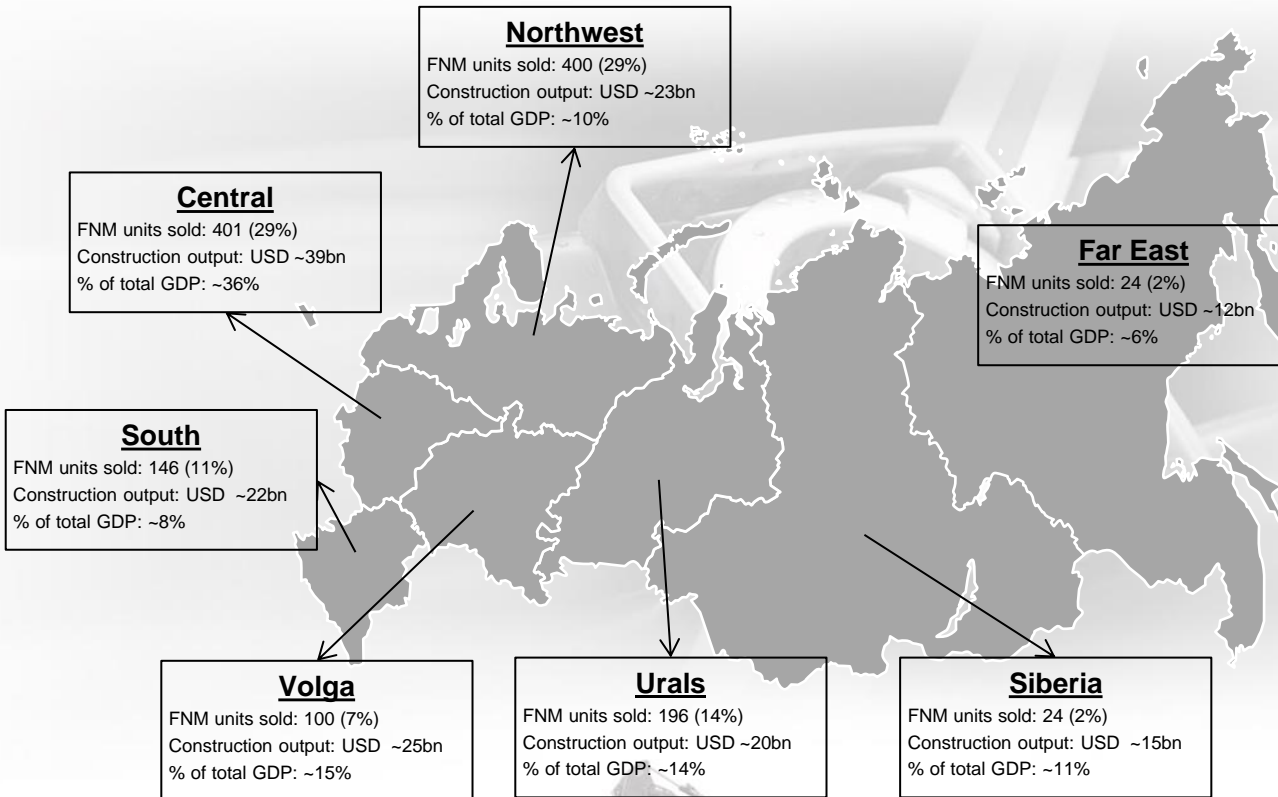 Northwest
FNM units sold: 400 (29%)
Construction output: USD ~23bn
% of total GDP: ~10%
Central
FNM units sold: 401 (29%)
Construction output: USD ~39bn
% of total GDP: ~36%
Far East
FNM units sold: 24 (2%)
Construction output: USD ~12bn
% of total GDP: ~6%
South
FNM units sold: 146 (11%)
Construction output: USD ~22bn
% of total GDP: ~8%
Volga
FNM units sold: 100 (7%)
Construction output: USD ~25bn
% of total GDP: ~15%
Urals
FNM units sold: 196 (14%)
Construction output: USD ~20bn
% of total GDP: ~14%
Siberia
FNM units sold: 24 (2%)
Construction output: USD ~15bn
% of total GDP: ~11%